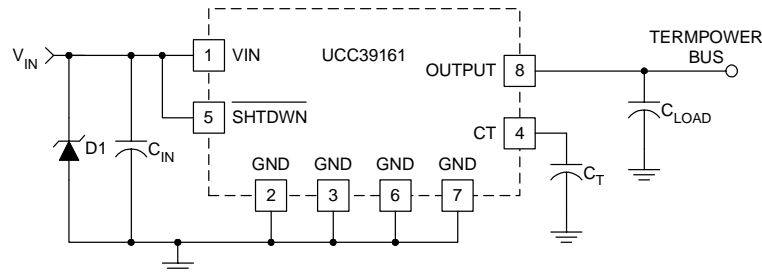 V_IN
1
VIN
UCC39161
OUTPUT
8
TERMPOWER
BUS
5
SHTDWN
CT
4
C_LOAD
D1
C_IN
C_T
GND
GND
GND
GND
2
3
6
7